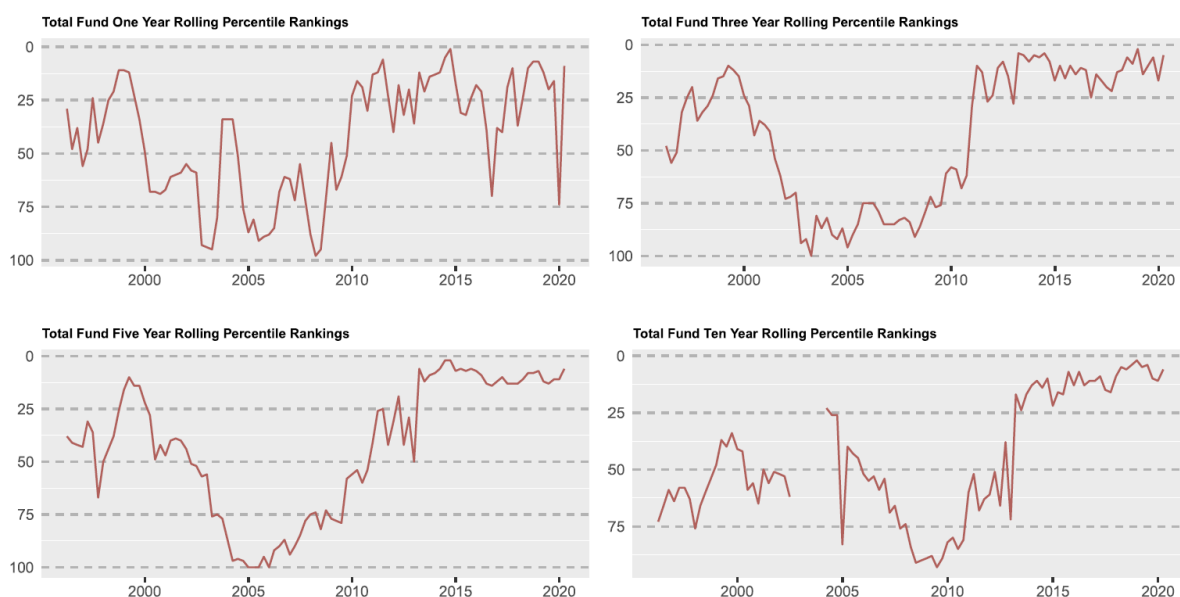 Total Fund One Year Rolling Percentile Rankings
0
25
50
75
100
2000 2005 2010 2015 2020
Total Fund Three Year Rolling Percentile Rankings
0
25
50
75
100
2000 2005 2010 2015 2020
Total Fund Five Year Rolling Percentile Rankings
0
25
50
75
100
2000 2005 2010 2015 2020
Total Fund Ten Year Rolling Percentile Rankings
0
25
50
75
2000 2005 2010 2015 2020